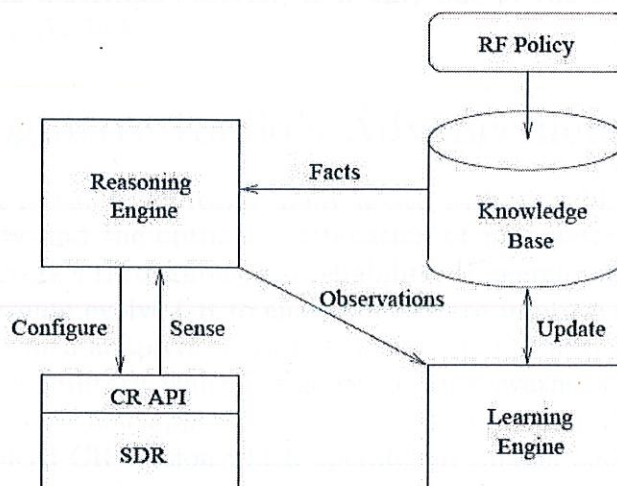 RF Policy
Facts
Reasoning
Engine
Knowledge
Base
Observations
Configure
Sense
Update
CR API
SDR
Learning
Engine